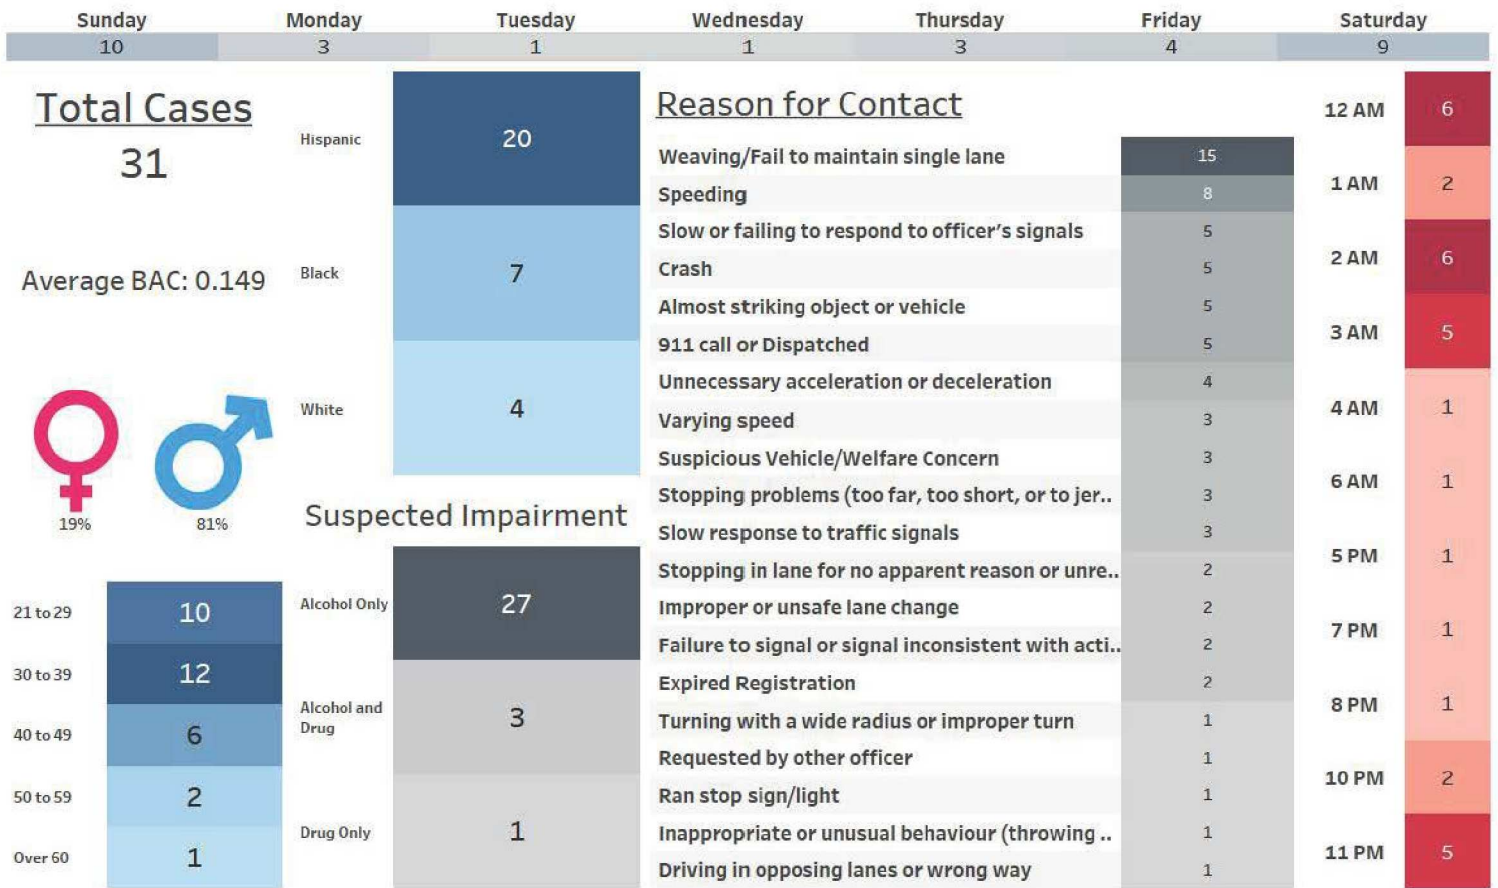 Sunday Monday Tuesday Wednesday Thursday Friday Saturday
10 3 1 1 3 4 9
Total Cases
31
Average BAC: 0.149
19% 81%
21 to 29 10
30 to 39 12
40 to 49 6
50 to 59 2
Over 60 1
Hispanic 20
Black 7
White 4
Suspected Impairment
Alcohol Only 27
Alcohol and
Drug 3
Drug Only 1
Reason for Contact
Weaving/Fail to maintain single lane 15
Speeding 8
Slow or failing to respond to officer's signals 5
Crash 5
Almost striking object or vehicle 5
911 call or Dispatched 5
Unnecessary acceleration or deceleration 4
Varying speed 3
Suspicious Vehicle/Welfare Concern 3
Stopping problems (too far, too short, or to jer.. 3
Slow response to traffic signals 3
Stopping in lane for no apparent reason or unre.. 2
Improper or unsafe lane change 2
Failure to signal or signal inconsistent with acti.. 2
Expired Registration 2
Turning with a wide radius or improper turn 1
Requested by other officer 1
Ran stop sign/light 1
Inappropriate or unusual behaviour (throwing .. 1
Driving in opposing lanes or wrong way 1
12 AM 6
1 AM 2
2 AM 6
3 AM 5
4 AM 1
6 AM 1
5 PM 1
7 PM 1
8 PM 1
10 PM 2
11 PM 5